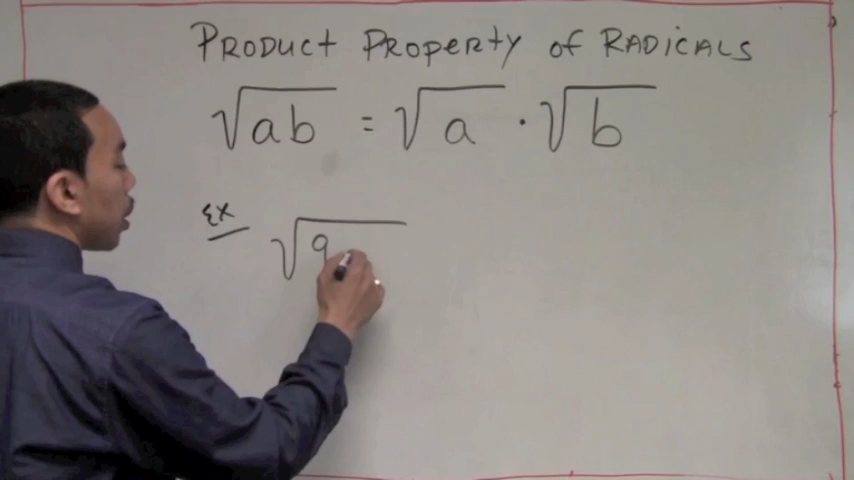 PRODUCT PROPERTY of RADICALS
√ab = √a · √b
Ex √9